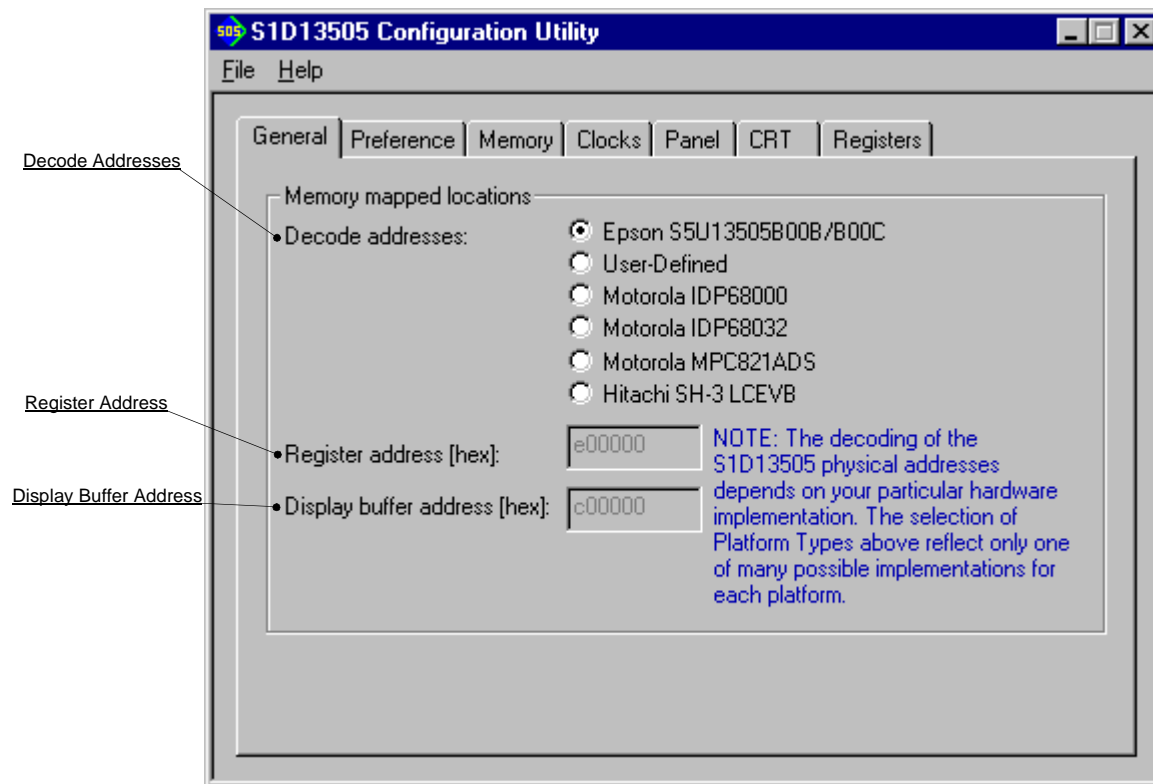 505 S1D13505 Configuration Utility
File Help
General Preference Memory Clocks Panel CRT Registers
Decode Addresses
Memory mapped locations
Decode addresses:
Epson S5U13505B00B/B00C
User-Defined
Motorola IDP68000
Motorola IDP68032
Motorola MPC821ADS
Hitachi SH-3 LCEVB
Register Address
Register address [hex]:
e00000
Display Buffer Address
Display buffer address [hex]:
c00000
NOTE: The decoding of the
S1D13505 physical addresses
depends on your particular hardware
implementation. The selection of
Platform Types above reflect only one
of many possible implementations for
each platform.